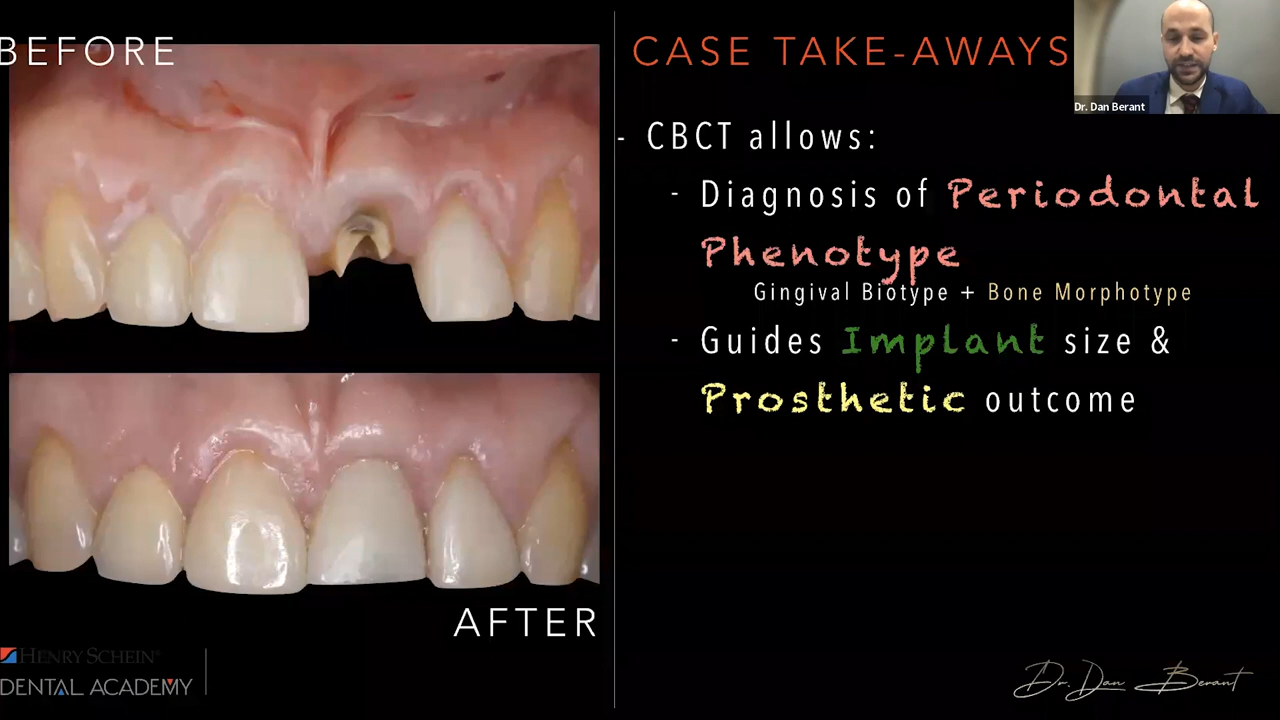 BEFORE
CASE TAKE-AWAYS
Dr. Dan Berant
- CBCT allows:
- Diagnosis of Periodontal
Phenotype
Gingival Biotype + Bone Morphotype
- Guides Implant size &
Prosthetic outcome
AFTER
HENRY SCHEIN®
DENTAL ACADEMY
Dr. Dan Berant